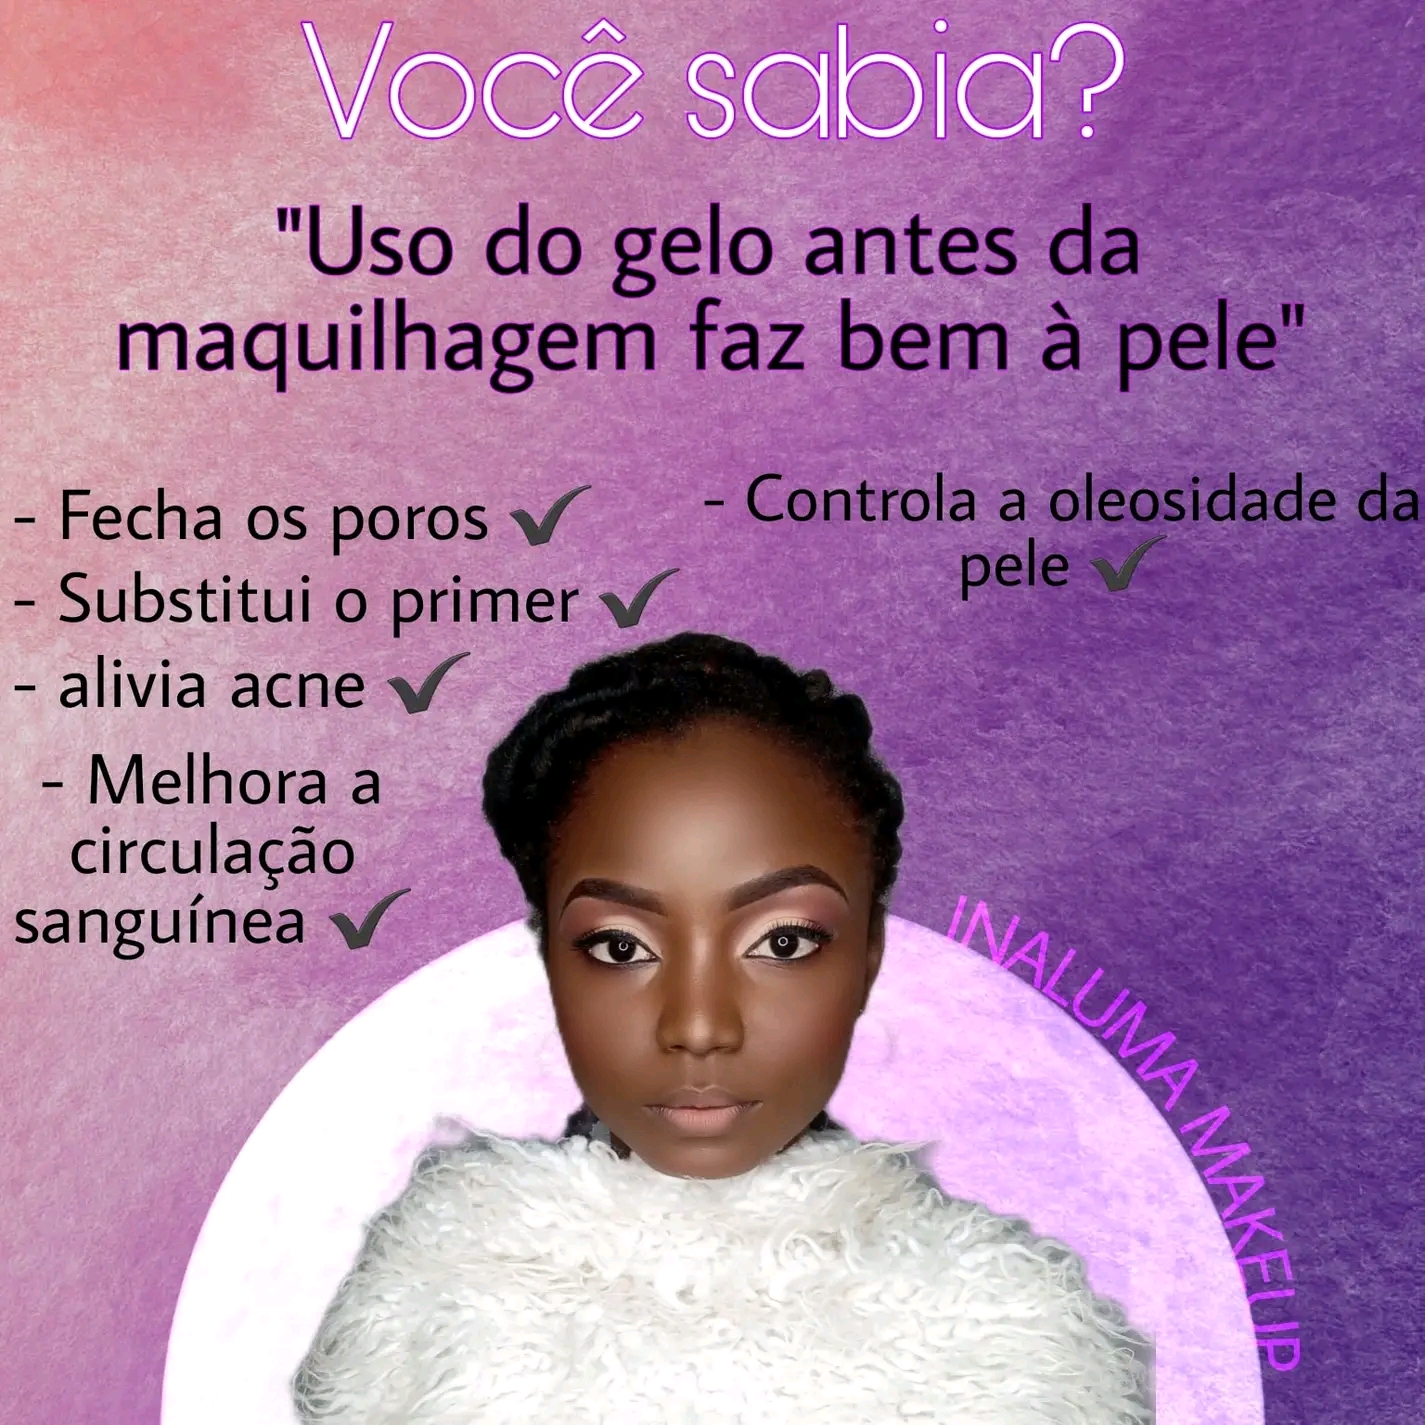 Você sabia?
"Uso do gelo antes da
maquilhagem faz bem à pele"
- Fecha os poros ✔
- Substitui o primer ✔
- alivia acne ✔
- Melhora a
circulação
sanguínea ✔
- Controla a oleosidade da
pele ✔
INALUMA MAKEUP